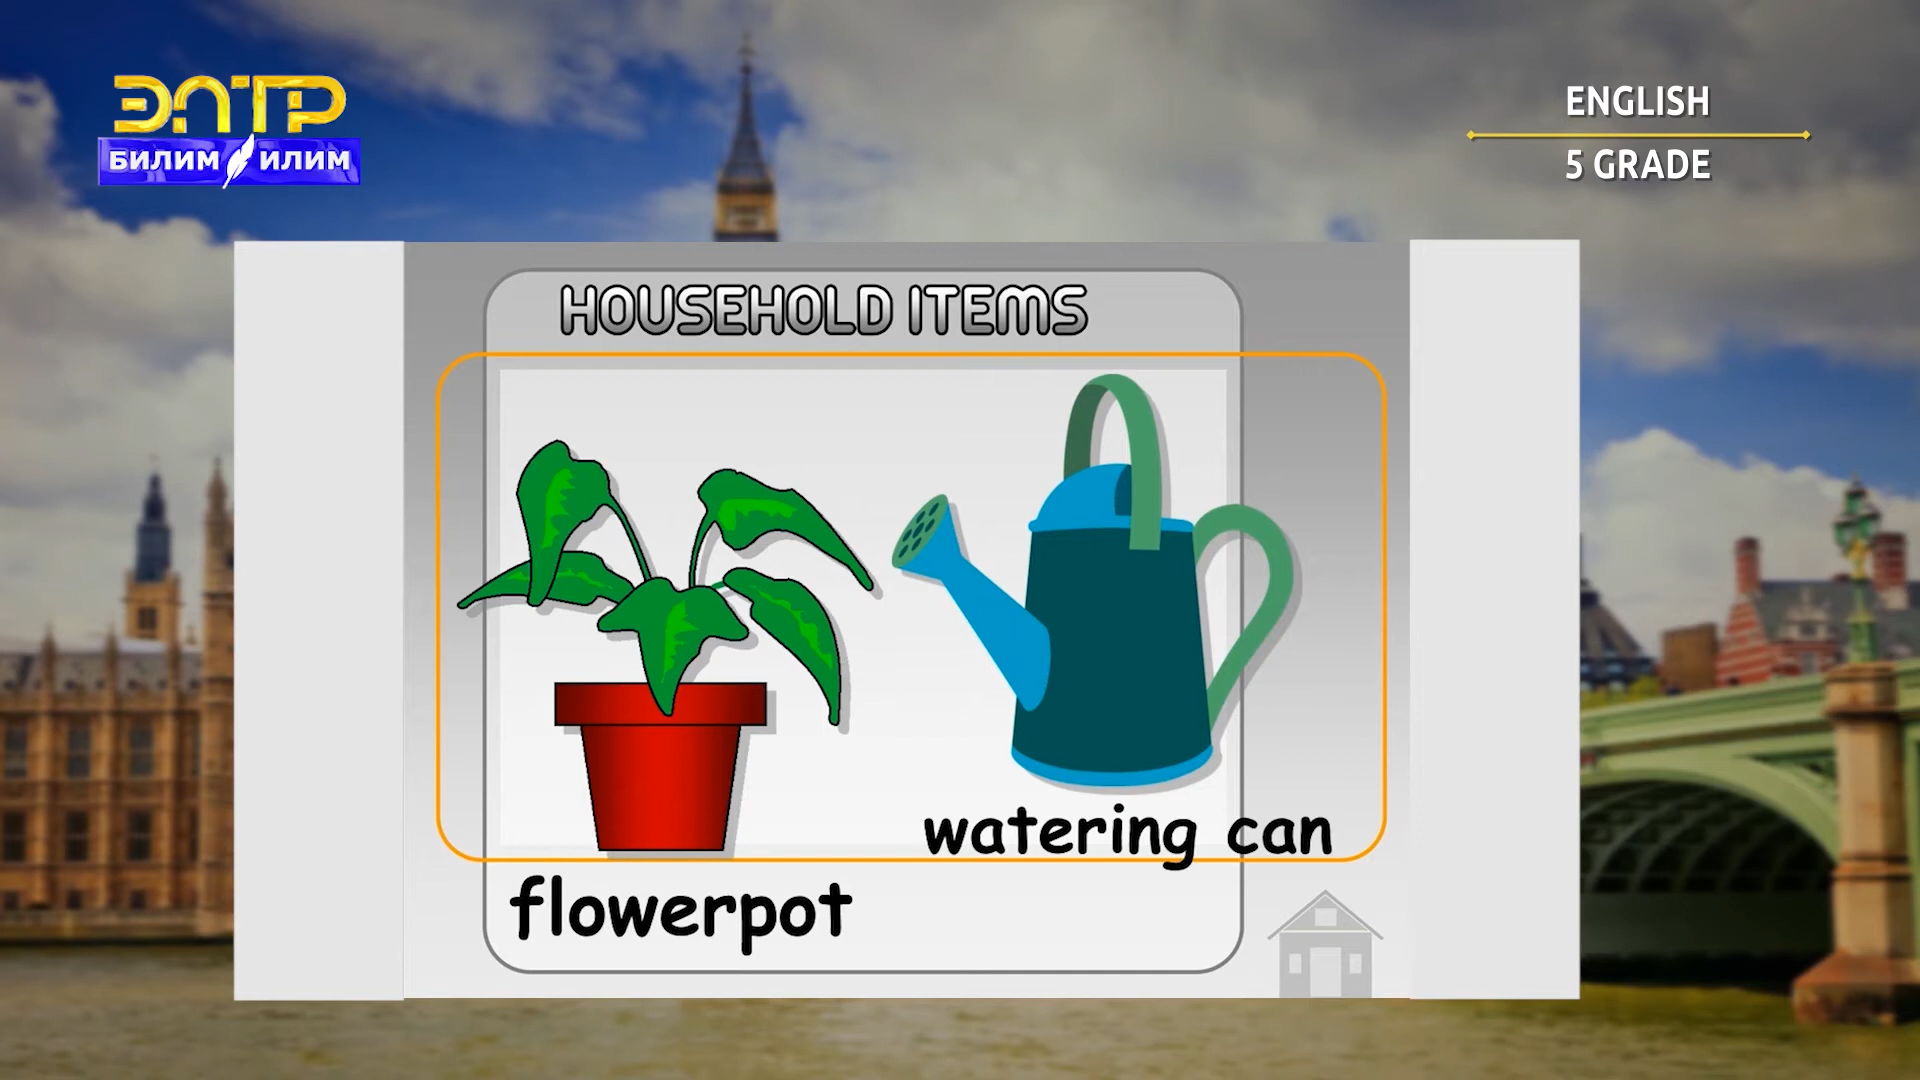 ЭЛТР
БИЛИМ ИЛИМ
ENGLISH
5 GRADE
HOUSEHOLD ITEMS
watering can
flowerpot